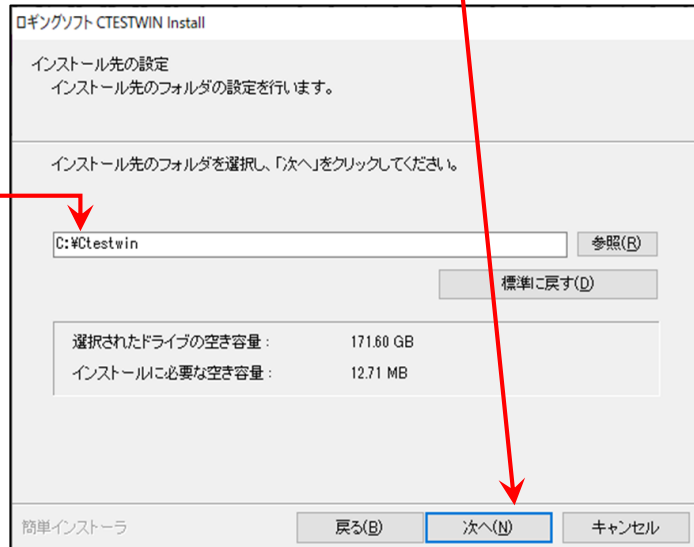 ロギングソフト CTESTWIN Install
インストール先の設定
インストール先のフォルダの設定を行います。
インストール先のフォルダを選択し、「次へ」をクリックしてください。
C:¥Ctestwin
参照(R)
標準に戻す(D)
選択されたドライブの空き容量 : 171.60 GB
インストールに必要な空き容量 : 12.71 MB
簡単インストーラ
戻る(B)
次へ(N)
キャンセル